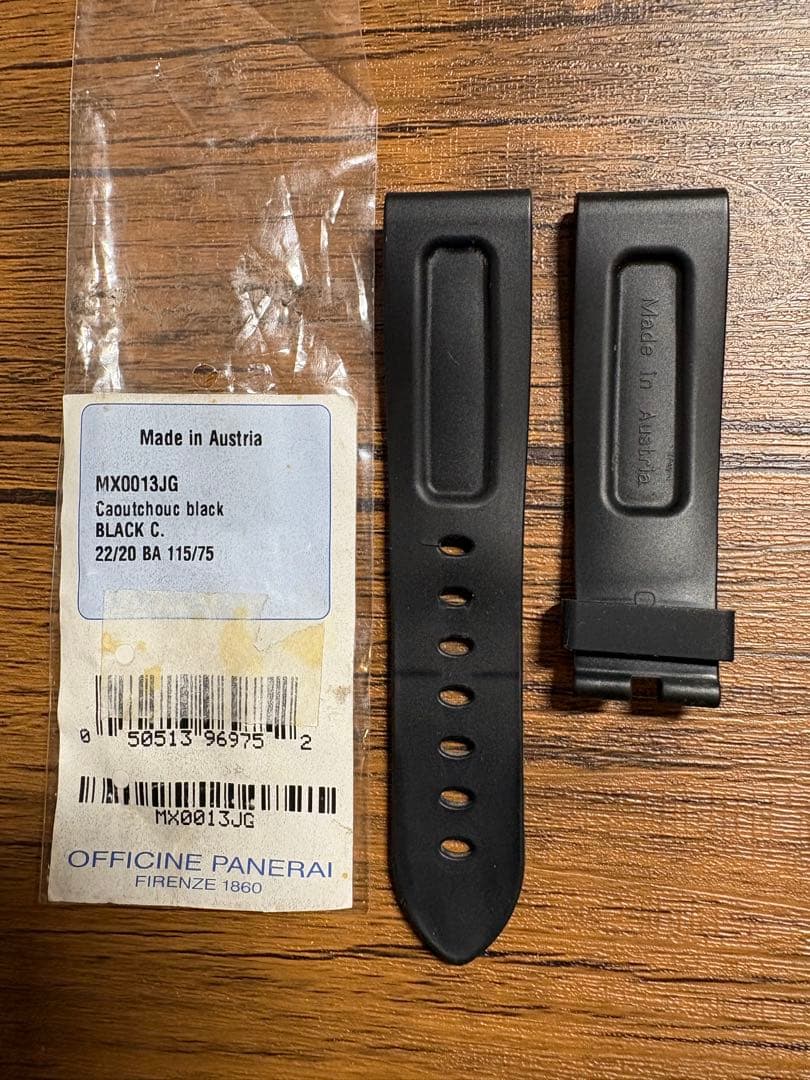 Made in Austria
MX0013JG
Caoutchouc black
BLACK C.
22/20 BA 115/75
0 50513 96975 2
MX0013JG
OFFICINE PANERAI
FIRENZE 1860
Made in Austria